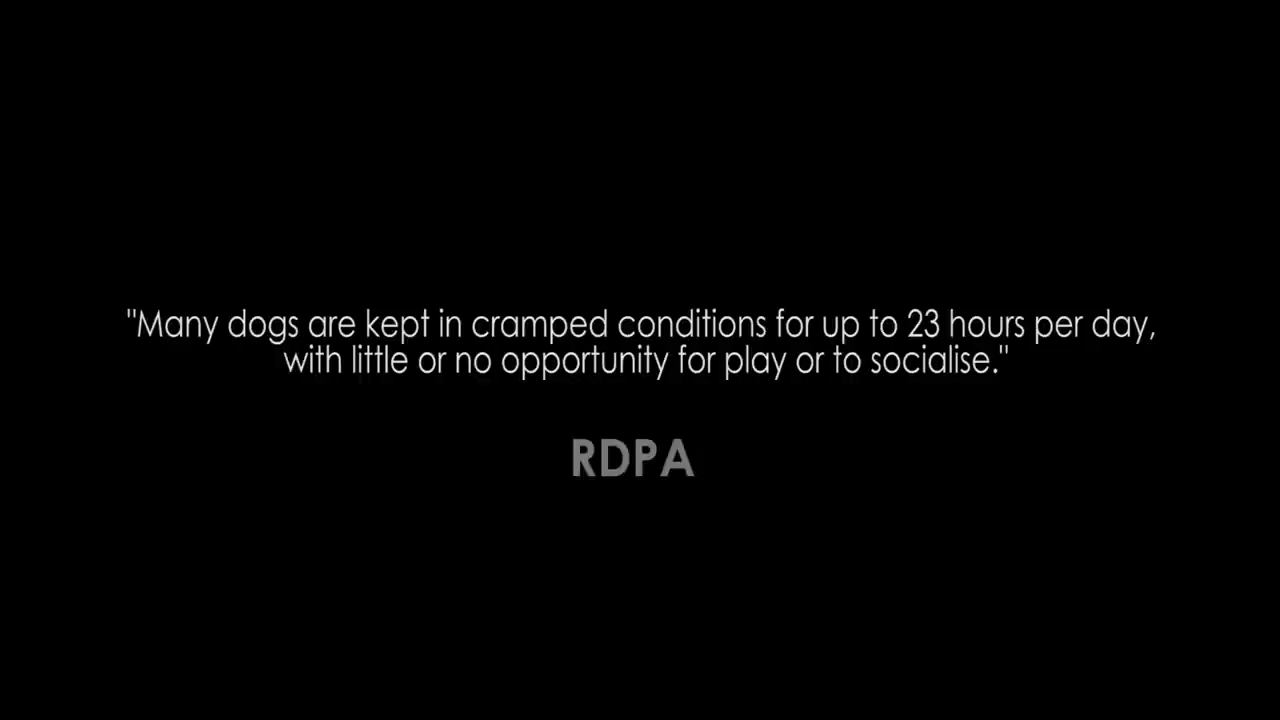 "Many dogs are kept in cramped conditions for up to 23 hours per day,
with little or no opportunity for play or to socialise."
RDPA